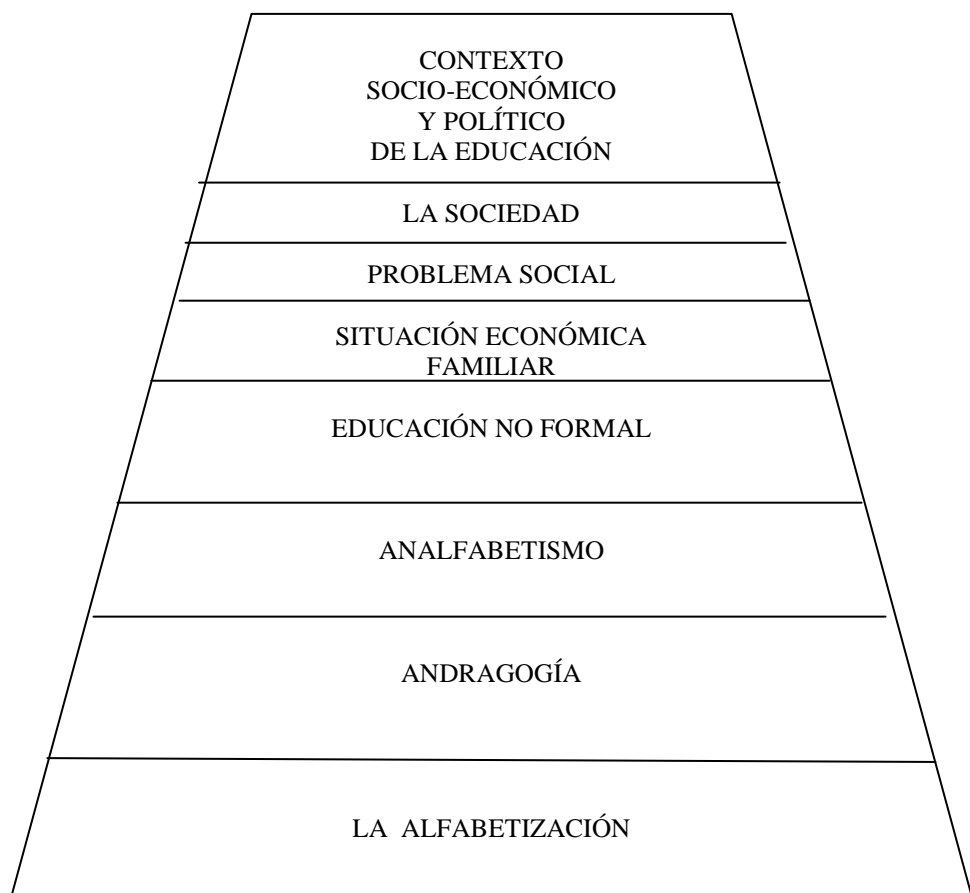 CONTEXTO
SOCIO-ECONÓMICO
Y POLÍTICO
DE LA EDUCACIÓN
LA SOCIEDAD
PROBLEMA SOCIAL
SITUACIÓN ECONÓMICA
FAMILIAR
EDUCACIÓN NO FORMAL
ANALFABETISMO
ANDRAGOGÍA
LA ALFABETIZACIÓN